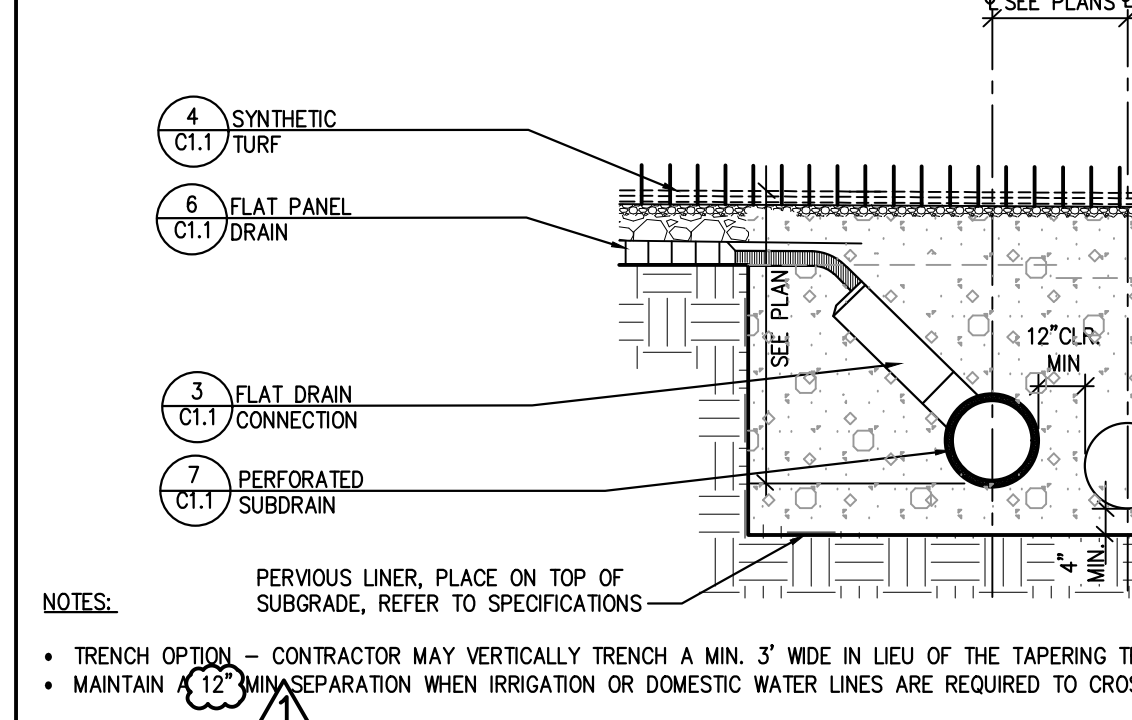 SEE PLANS
4
C1.1
SYNTHETIC
TURF
6
C1.1
FLAT PANEL
DRAIN
SEE PLAN
12" CLR.
MIN
3
C1.1
FLAT DRAIN
CONNECTION
7
C1.1
PERFORATED
SUBDRAIN
4"
MIN.
PERVIOUS LINER, PLACE ON TOP OF
SUBGRADE, REFER TO SPECIFICATIONS
NOTES:
• TRENCH OPTION – CONTRACTOR MAY VERTICALLY TRENCH A MIN. 3' WIDE IN LIEU OF THE TAPERING
• MAINTAIN A 12" MIN SEPARATION WHEN IRRIGATION OR DOMESTIC WATER LINES ARE REQUIRED TO
1